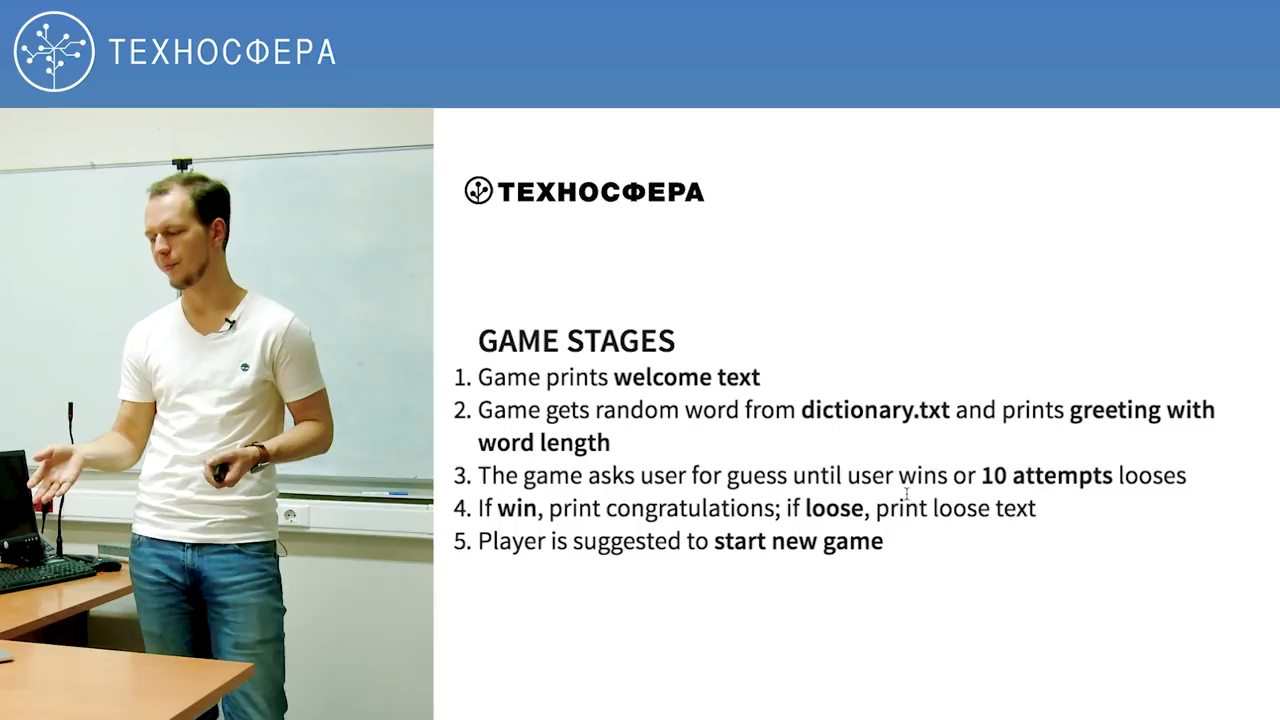 ТЕХНОСФЕРА
ТЕХНОСФЕРА
GAME STAGES
1. Game prints welcome text
2. Game gets random word from dictionary.txt and prints greeting with
word length
3. The game asks user for guess until user wins or 10 attempts looses
4. If win, print congratulations; if loose, print loose text
5. Player is suggested to start new game